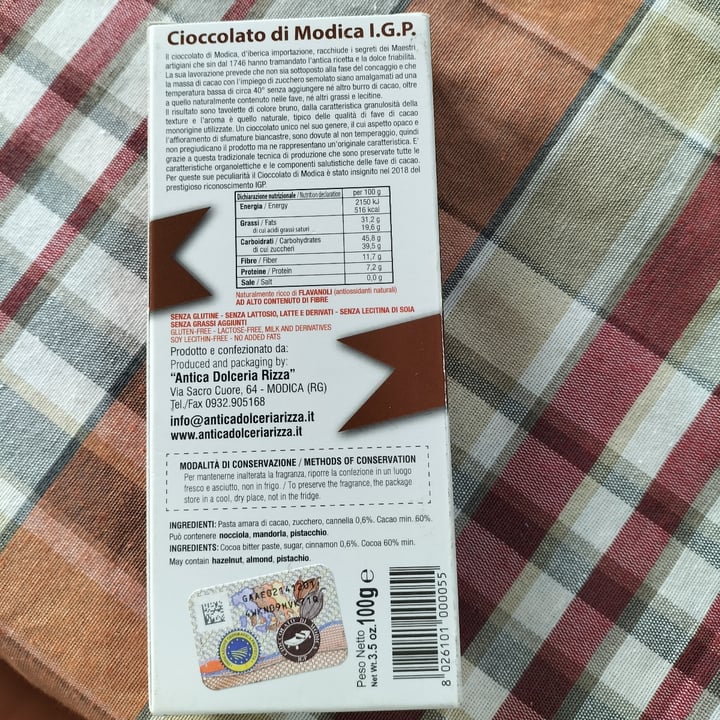 Cioccolato di Modica I.G.P.
Il cioccolato di Modica, d'iberica importazione, racchiude i segreti dei Maestri
artigiani che sin dal 1746 hanno tramandato l'antica ricetta e la dolce friabilità.
La sua lavorazione prevede che non sia sottoposto alla fase del concaggio e che
la massa di cacao con l'impiego di zucchero semolato siano amalgamati ad una
temperatura bassa di circa 40° senza aggiungere né altro burro di cacao, oltre
a quello naturalmente contenuto nelle fave, né altri grassi e lecitine.
Il risultato sono tavolette di colore bruno, dalla caratteristica granulosità della
texture e l'aroma è quello naturale, tipico delle qualità di fave di cacao
monorigine utilizzate. Un cioccolato unico nel suo genere, il cui aspetto opaco e
l'affioramento di sfumature biancastre, sono dovute al non temperaggio, quindi
non pregiudicano il prodotto ma ne rappresentano un'originale caratteristica. E'
grazie a questa tradizionale tecnica di produzione che sono preservate tutte le
caratteristiche organolettiche e le componenti salutistiche delle fave di cacao.
Per queste sue peculiarità il Cioccolato di Modica è stato insignito nel 2018 del
prestigioso riconoscimento IGP.
Dichiarazione nutrizionale / Nutrition declaration per 100 g
Energia / Energy 2150 kJ
516 kcal
Grassi / Fats 31,2 g
di cui acidi grassi saturi 19,6 g
Carboidrati / Carbohydrates 45,8 g
di cui zuccheri 39,5 g
Fibre / Fiber 11,7 g
Proteine / Protein 7,2 g
Sale / Salt 0,0 g
Naturalmente ricco di FLAVANOLI (antiossidanti naturali)
AD ALTO CONTENUTO DI FIBRE
SENZA GLUTINE - SENZA LATTOSIO, LATTE E DERIVATI - SENZA LECITINA DI SOIA
SENZA GRASSI AGGIUNTI
GLUTEN-FREE - LACTOSE-FREE, MILK AND DERIVATIVES
SOY LECITHIN-FREE - NO ADDED FATS
Prodotto e confezionato da:
Produced and packaging by:
"Antica Dolceria Rizza"
Via Sacro Cuore, 64 - MODICA (RG)
Tel./Fax 0932.905168
info@anticadolceriarizza.it
www.anticadolceriarizza.it
MODALITÀ DI CONSERVAZIONE / METHODS OF CONSERVATION
Per mantenerne inalterata la fragranza, riporre la confezione in un luogo
fresco e asciutto, non in frigo. / To preserve the fragrance, the package
store in a cool, dry place, not in the fridge.
INGREDIENTI: Pasta amara di cacao, zucchero, cannella 0,6%. Cacao min. 60%.
Può contenere nocciola, mandorla, pistacchio.
INGREDIENTS: Cocoa bitter paste, sugar, cinnamon 0,6%. Cocoa 60% min.
May contain hazelnut, almond, pistachio.
CIOCCOLATO DI MODICA
Peso Netto 100g e
Net Wt. 3.5 oz.
8 026101 000055